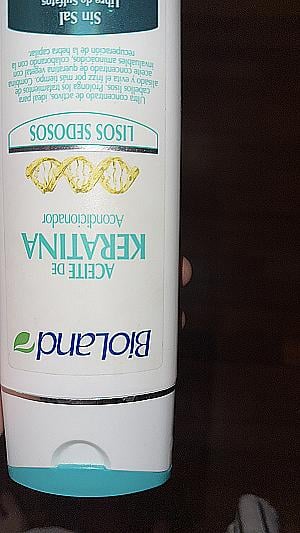 BioLand
ACEITE DE
KERATINA
Acondicionador
LISOS SEDOSOS
Ultra concentrado de activos, ideal para
cabellos lisos. Prolonga los tratamientos de
alisado y evita el frizz por más tiempo. Combina
aceite concentrado de queratina vegetal con
invaluables aminoácidos, colaborando con la
recuperación de la hebra capilar.
Sin Sal
Libre de Sulfatos